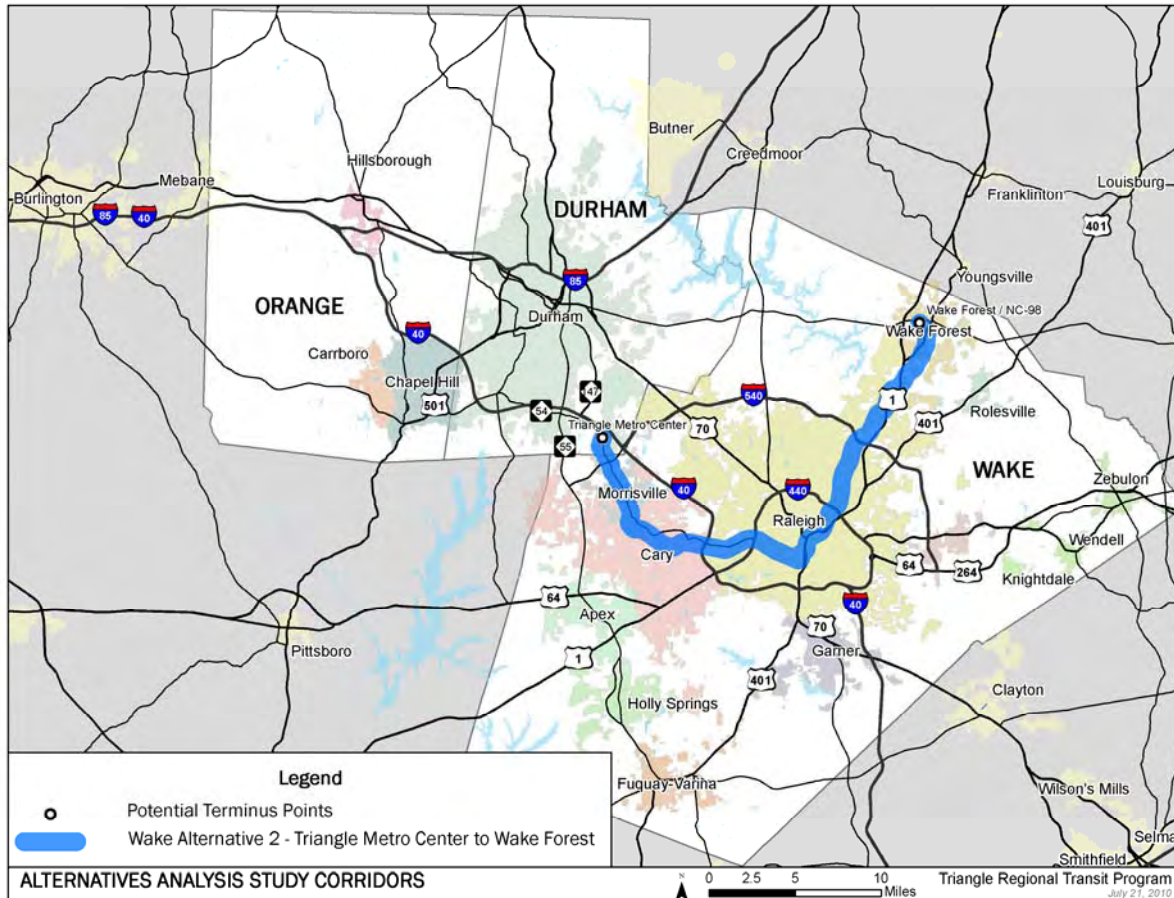 Butner
Creedmoor
Hillsborough
Mebane
Burlington
Franklinton
Louisburg
85
40
DURHAM
401
85
Youngsville
ORANGE
Durham
Wake Forest / NC-98
Wake Forest
40
Carrboro
Chapel Hill
501
147
54
540
1
Rolesville
70
401
Triangle Metro Center
55
WAKE
Morrisville
40
440
Zebulon
Raleigh
Cary
Wendell
64
264
Knightdale
64
Apex
40
70
Pittsboro
Garner
1
401
Clayton
Holly Springs
Fuquay-Varina
Wilson's Mills
Selma
Smithfield
Legend
Potential Terminus Points
Wake Alternative 2 - Triangle Metro Center to Wake Forest
ALTERNATIVES ANALYSIS STUDY CORRIDORS
N
0 2.5 5 10
Miles
Triangle Regional Transit Program
July 21, 2010